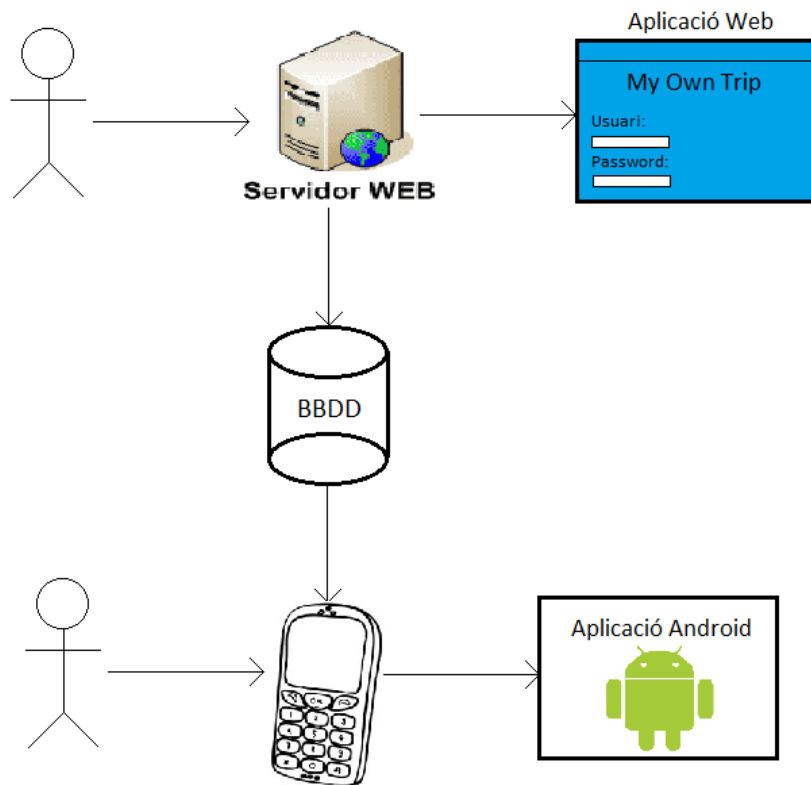 Aplicació Web
My Own Trip
Usuari:
Password:
Servidor WEB
BBDD
Aplicació Android